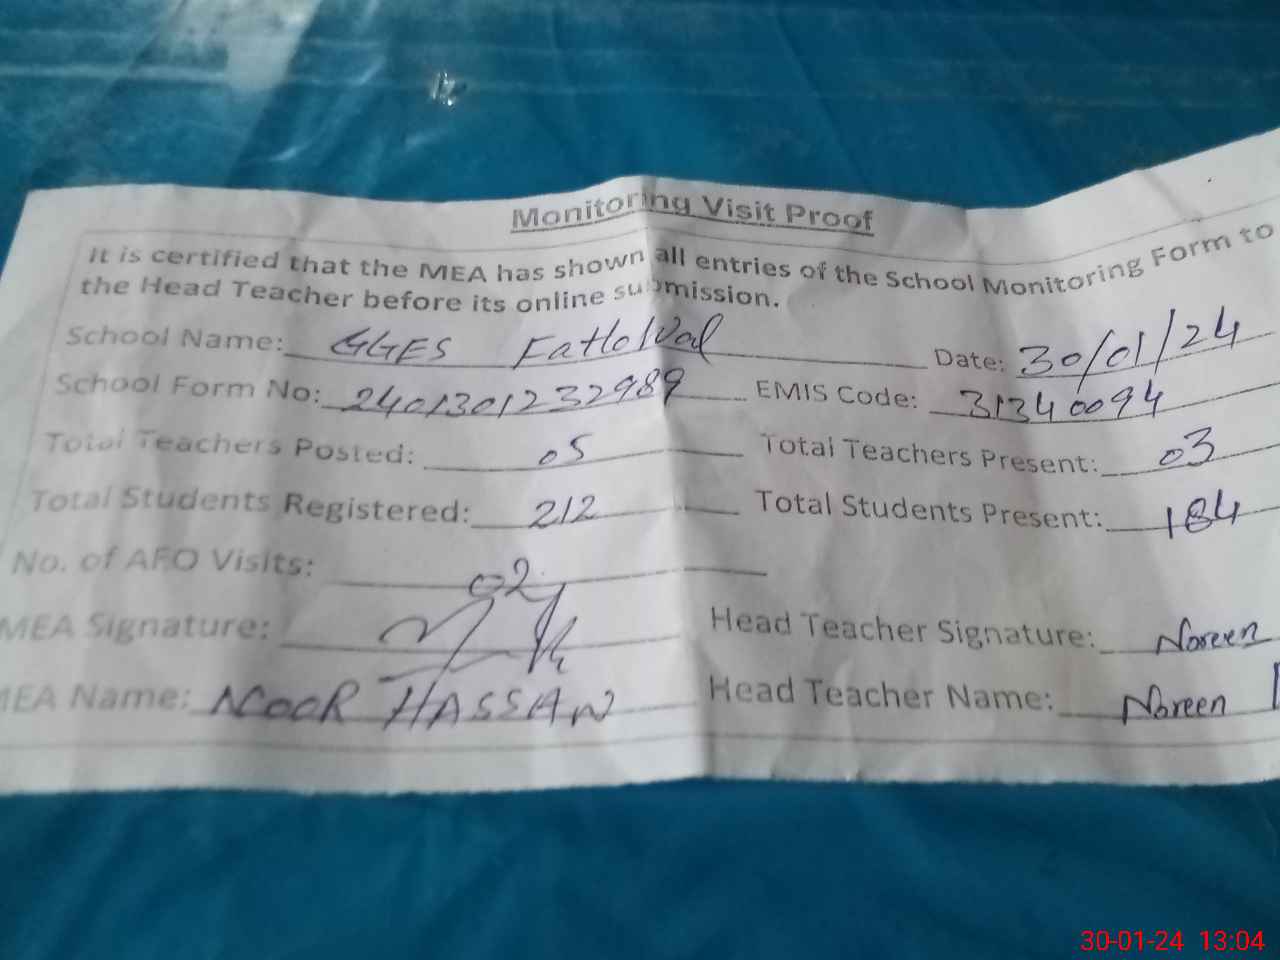 Monitoring Visit Proof
It is certified that the MEA has shown all entries of the School Monitoring Form to
the Head Teacher before its online submission.
School Name: GGES Fattowal Date: 30/01/24
School Form No: 2401301232989 EMIS Code: 31340094
Total Teachers Posted: 05 Total Teachers Present: 03
Total Students Registered: 212 Total Students Present: 184
No. of AEO Visits: 02
MEA Signature: Head Teacher Signature: Noreen
MEA Name: NOOR HASSAN Head Teacher Name: Noreen
30-01-24 13:04